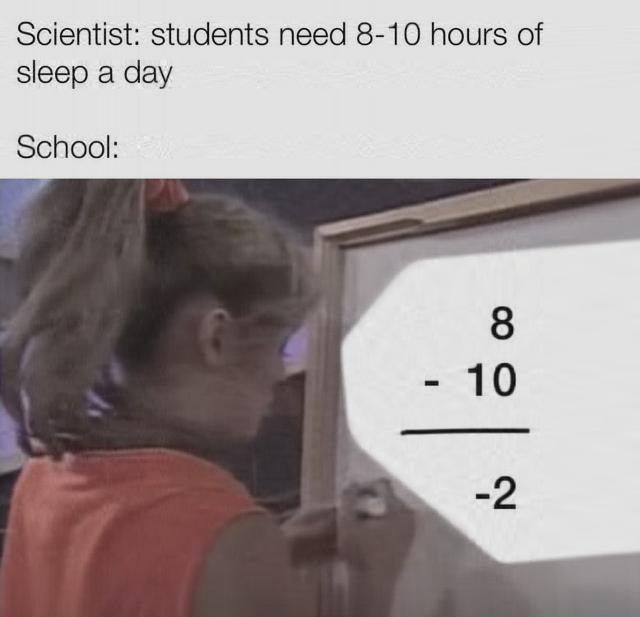 Scientist: students need 8-10 hours of
sleep a day
School:
8
- 10
-2